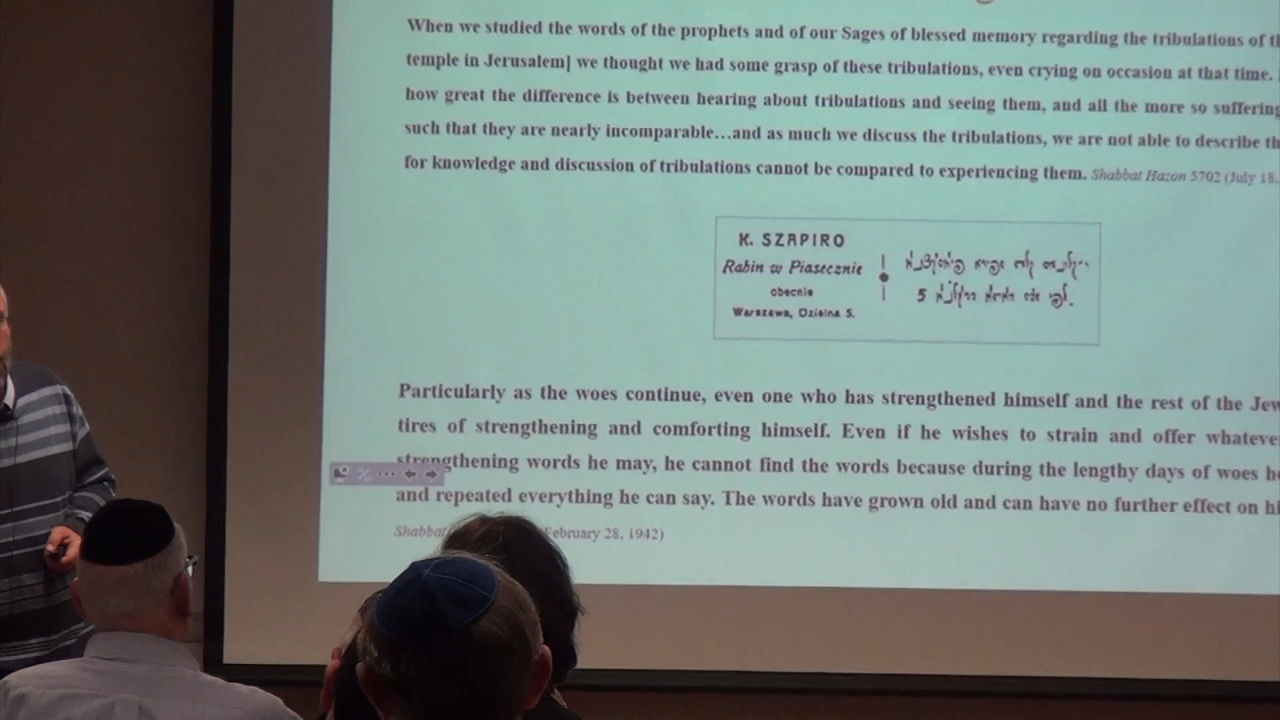 When we studied the words of the prophets and of our Sages of blessed memory regarding the tribulations of
temple in Jerusalem] we thought we had some grasp of these tribulations, even crying on occasion at that time.
how great the difference is between hearing about tribulations and seeing them, and all the more so suffering
such that they are nearly incomparable…and as much we discuss the tribulations, we are not able to describe
for knowledge and discussion of tribulations cannot be compared to experiencing them. Shabbat Hazon 5702 (July 18,
K. SZAPIRO
Rabin w Piasecznie
obecnie
Warszawa, Dzielna 5.
5
Particularly as the woes continue, even one who has strengthened himself and the rest of the
tires of strengthening and comforting himself. Even if he wishes to strain and offer
strengthening words he may, he cannot find the words because during the lengthy days of woes
and repeated everything he can say. The words have grown old and can have no further effect on
Shabbat February 28, 1942)